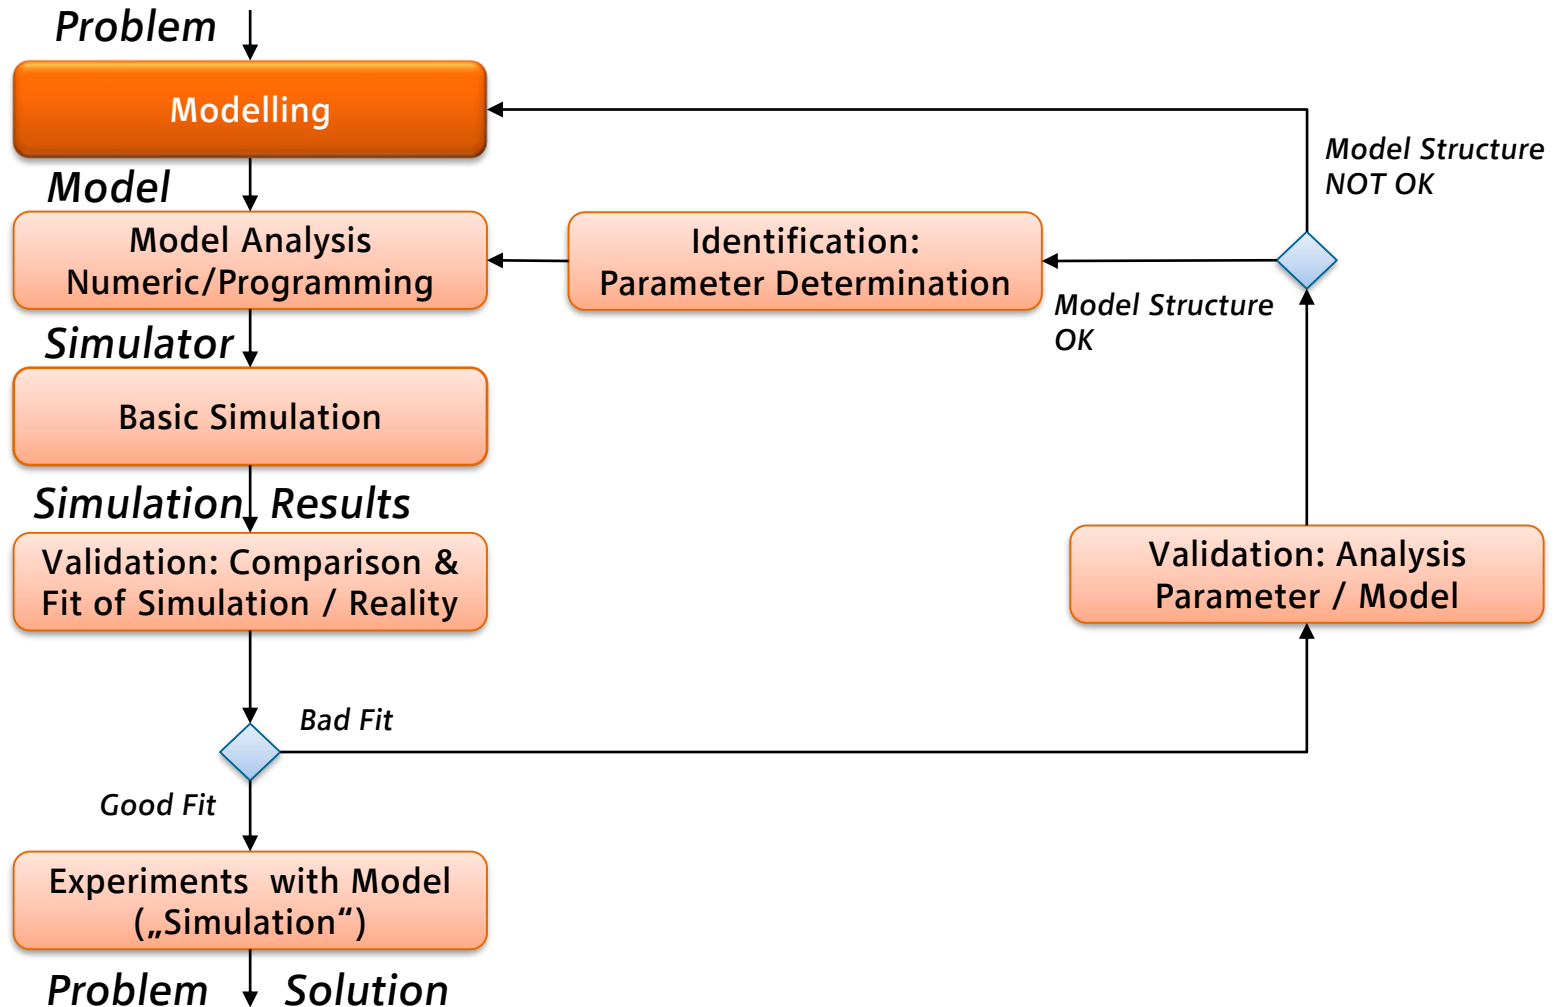 Problem
Modelling
Model Structure
NOT OK
Model
Model Analysis
Numeric/Programming
Identification:
Parameter Determination
Model Structure
OK
Simulator
Basic Simulation
Simulation Results
Validation: Comparison &
Fit of Simulation / Reality
Validation: Analysis
Parameter / Model
Bad Fit
Good Fit
Experiments with Model
(„Simulation“)
Problem Solution